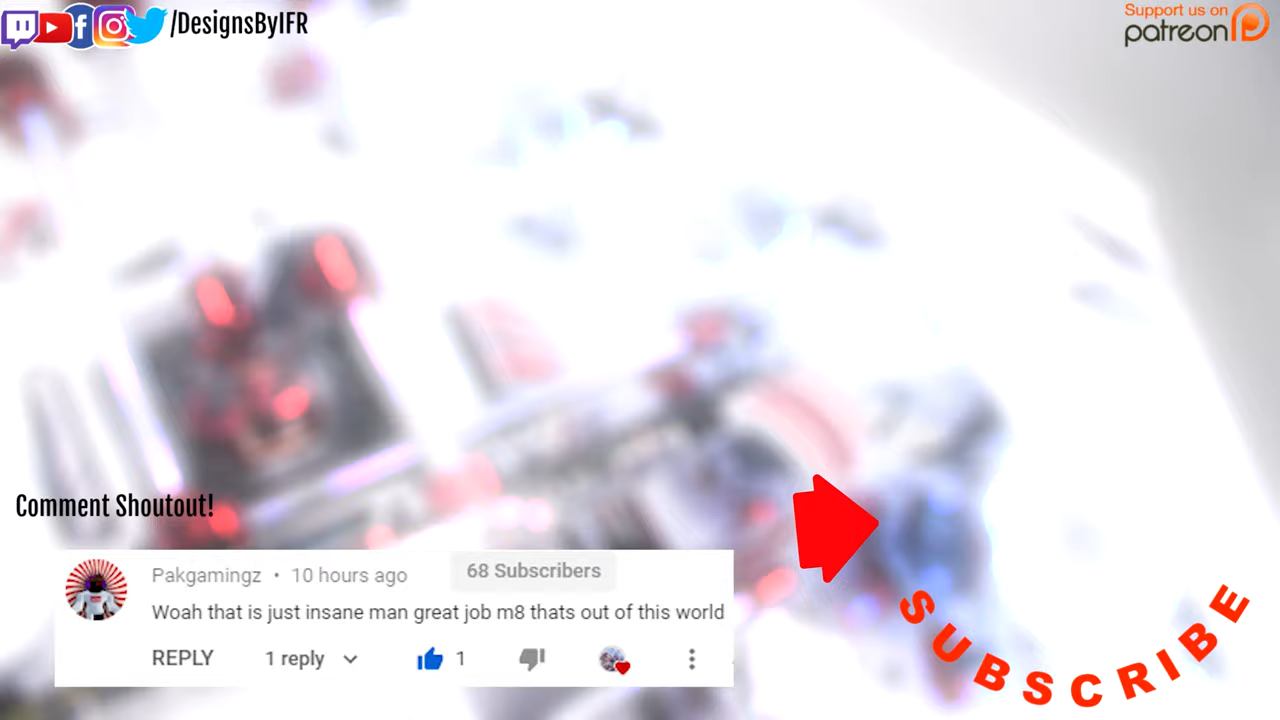 /DesignsByIFR
Support us on
patreon
Comment Shoutout!
Pakgamingz • 10 hours ago
68 Subscribers
Woah that is just insane man great job m8 thats out of this world
REPLY 1 reply 1
SUBSCRIBE